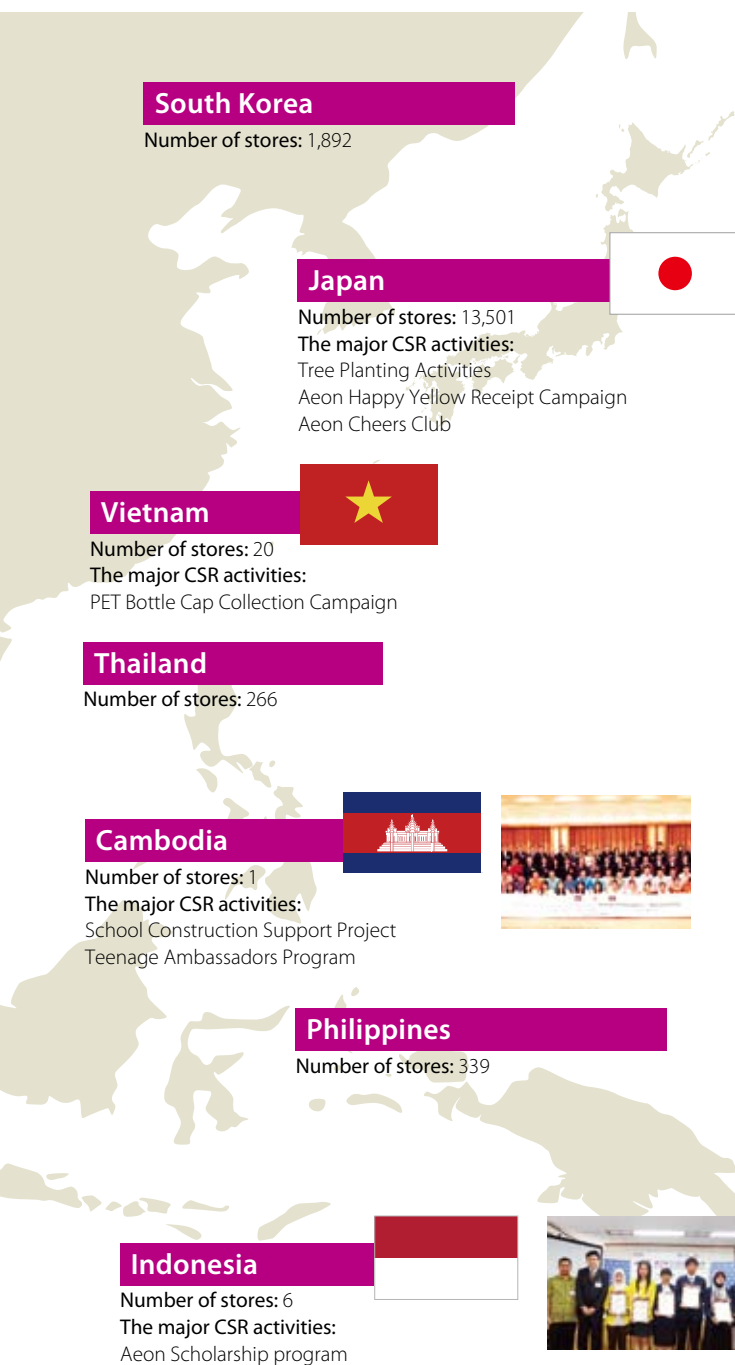 South Korea
Number of stores: 1,892
Japan
Number of stores: 13,501
The major CSR activities:
Tree Planting Activities
Aeon Happy Yellow Receipt Campaign
Aeon Cheers Club
Vietnam
Number of stores: 20
The major CSR activities:
PET Bottle Cap Collection Campaign
Thailand
Number of stores: 266
Cambodia
Number of stores: 1
The major CSR activities:
School Construction Support Project
Teenage Ambassadors Program
Philippines
Number of stores: 339
Indonesia
Number of stores: 6
The major CSR activities:
Aeon Scholarship program